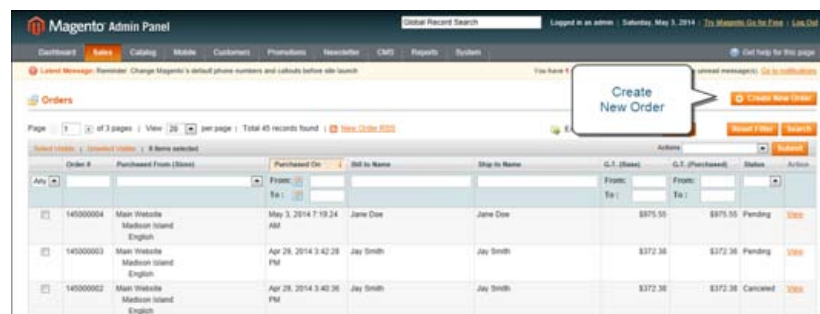 Magento Admin Panel
Global Record Search
Logged in as admin | Saturday, May 3, 2014 | Try Magento Go for Free | Log Out
Dashboard Sales Catalog Mobile Customers Promotions Newsletter CMS Reports System
Get help for this page
Latest Message: Reminder: Change Magento's default phone numbers and callouts before site launch
You have 1
unread message(s). Go to notifications
Create
New Order
Orders
Create New Order
Page 1 of 3 pages | View 20 per page | Total 45 records found | New Order RSS
Reset Filter Search
Select Visible | Unselect Visible | 0 items selected
Actions Submit
Order # Purchased From (Store) Purchased On Bill to Name Ship to Name G.T. (Base) G.T. (Purchased) Status Action
Any From: From: From:
To : To : To :
145000004 Main Website May 3, 2014 7:19:24 Jane Doe Jane Doe $975.55 $975.55 Pending View
Madison Island AM
English
145000003 Main Website Apr 29, 2014 3:42:28 Jay Smith Jay Smith $372.38 $372.38 Pending View
Madison Island PM
English
145000002 Main Website Apr 29, 2014 3:40:36 Jay Smith Jay Smith $372.38 $372.38 Canceled View
Madison Island PM
English